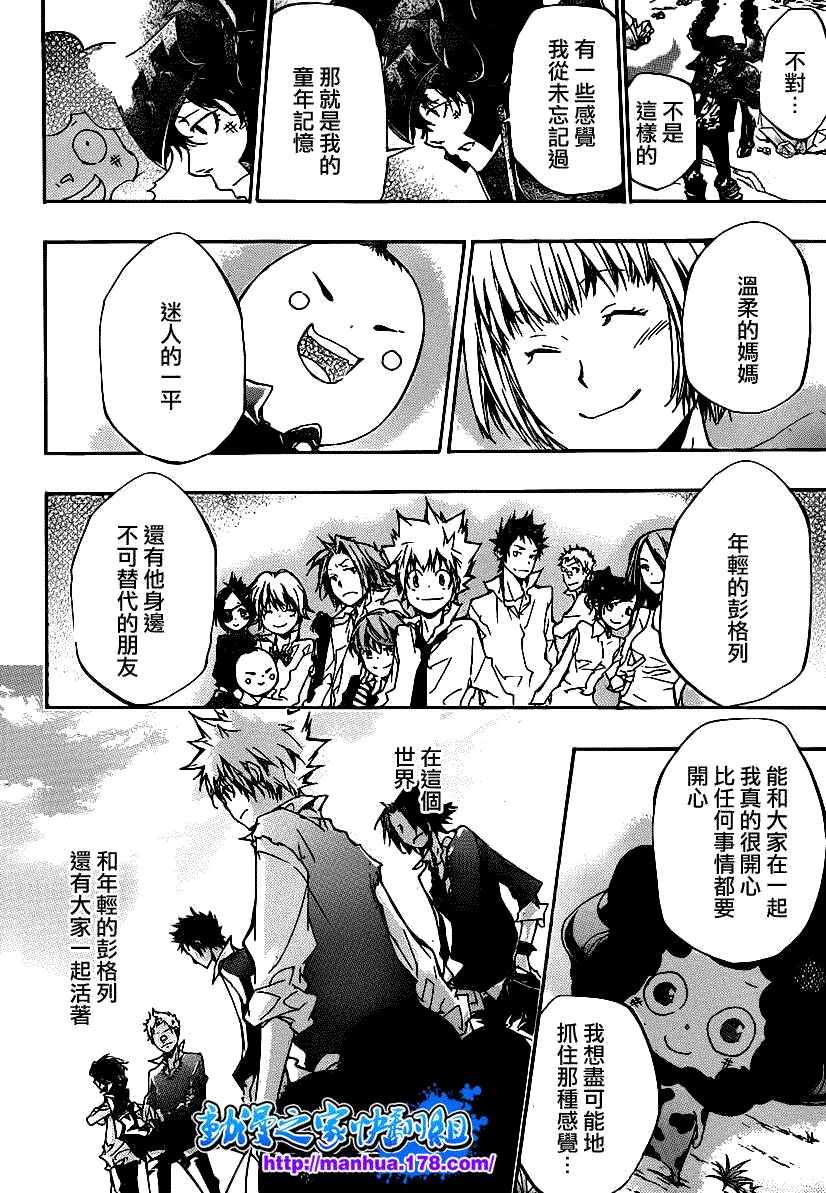 不對…
不是
這樣的
有一些感覺
我從未忘記過
那就是我的
童年記憶
溫柔的媽媽
迷人的一平
年輕的彭格列
還有他身邊
不可替代的朋友
能和大家在一起
我真的很開心
比任何事情都要
開心
我想盡可能地
抓住那種感覺…
在這個
世界
和年輕的彭格列
還有大家一起活著
動漫之家快翻組
http://manhua.178.com/